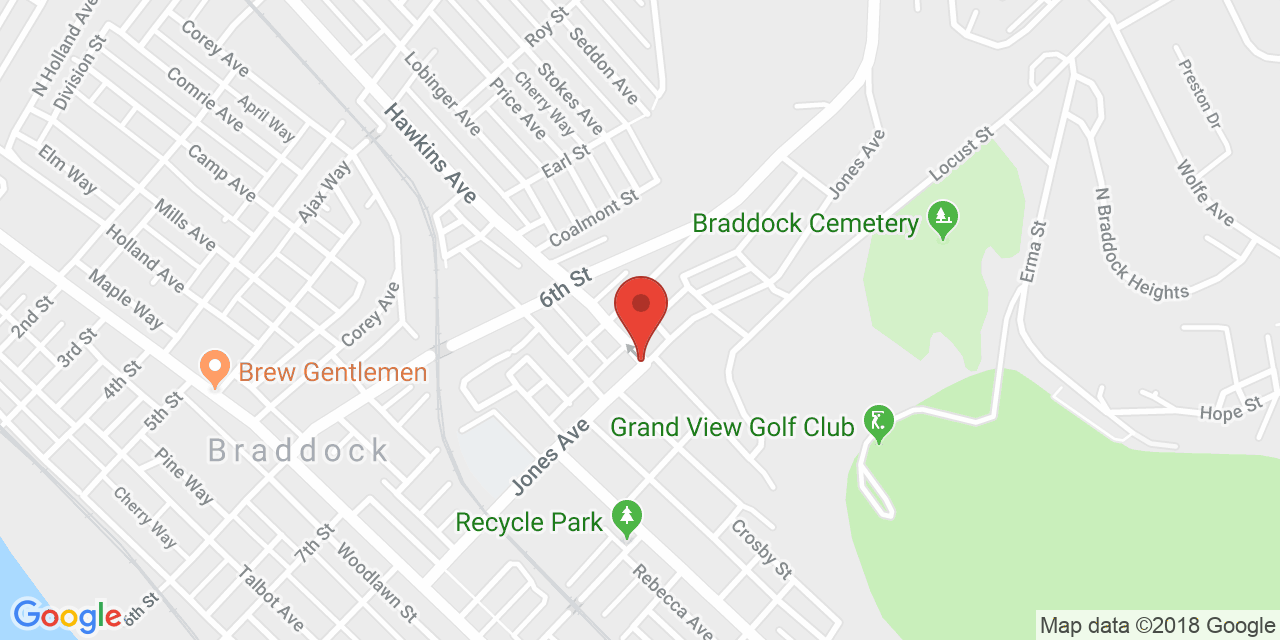 N Holland Ave
Division St
Corey Ave
Comrie Ave
April Way
Camp Ave
Ajax Way
Elm Way
Mills Ave
Holland Ave
Maple Way
Corey Ave
2nd St
3rd St
4th St
5th St
Roy St
Seddon Ave
Lobinger Ave
Stokes Ave
Cherry Way
Price Ave
Earl St
Hawkins Ave
Coalmont St
6th St
Jones Ave
Locust St
Preston Dr
Wolfe Ave
Braddock Cemetery
Erma St
N Braddock Heights
Hope St
Brew Gentlemen
Braddock
Grand View Golf Club
Jones Ave
Recycle Park
Pine Way
Cherry Way
7th St
Woodlawn St
Talbot Ave
6th St
Crosby St
Rebecca Ave
Google
Map data ©2018 Google